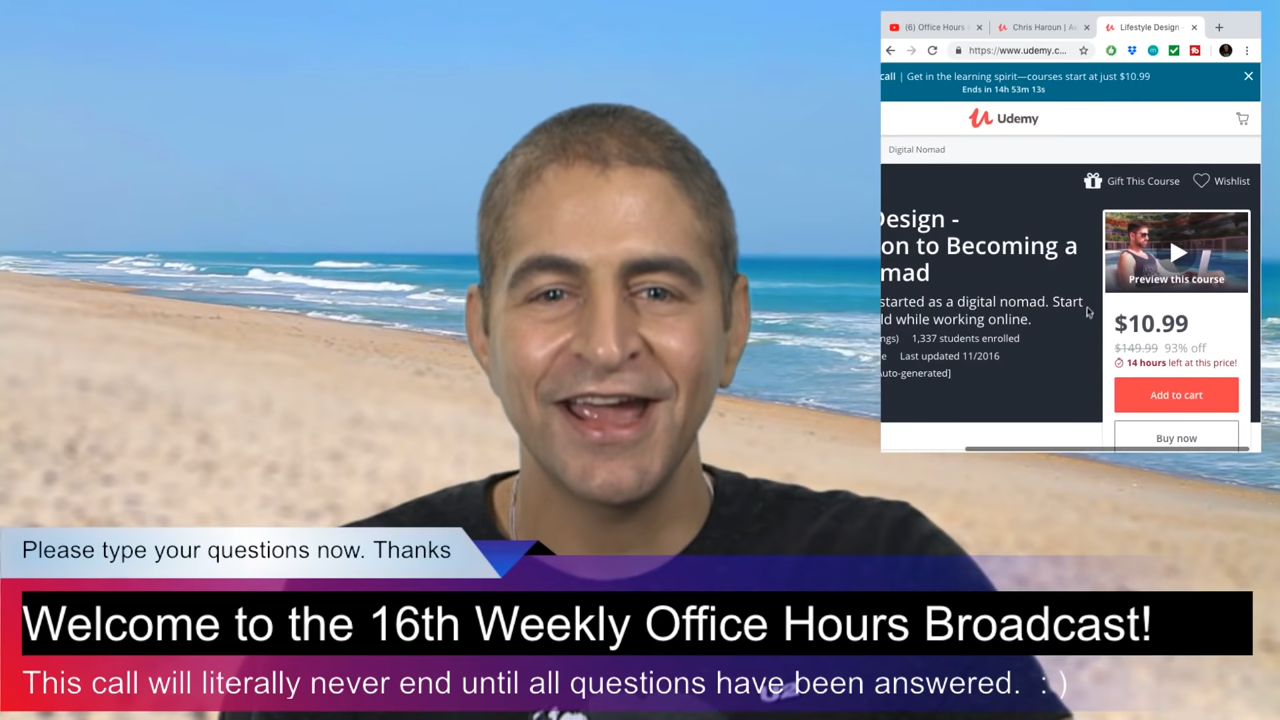 (6) Office Hours
Chris Haroun | A
Lifestyle Design -
https://www.udemy.c...
call | Get in the learning spirit—courses start at just $10.99
Ends in 14h 53m 13s
Udemy
Digital Nomad
Gift This Course
Wishlist
Design -
on to Becoming a
mad
started as a digital nomad. Start
ld while working online.
ngs) 1,337 students enrolled
e Last updated 11/2016
Auto-generated]
Preview this course
$10.99
$149.99 93% off
14 hours left at this price!
Add to cart
Buy now
Please type your questions now. Thanks
Welcome to the 16th Weekly Office Hours Broadcast!
This call will literally never end until all questions have been answered. : )